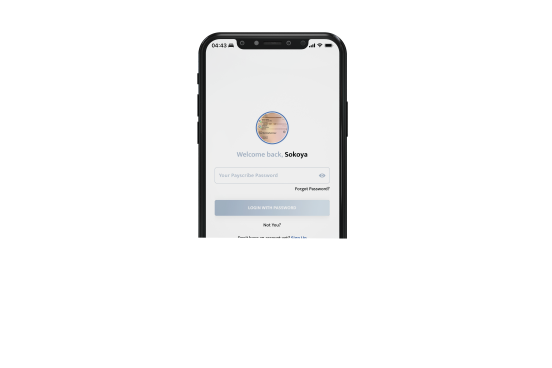 04:43
Welcome back, Sokoya
Your Payscribe Password
Forgot Password?
LOGIN WITH PASSWORD
Not You?
Don't have an account yet? Sign Up